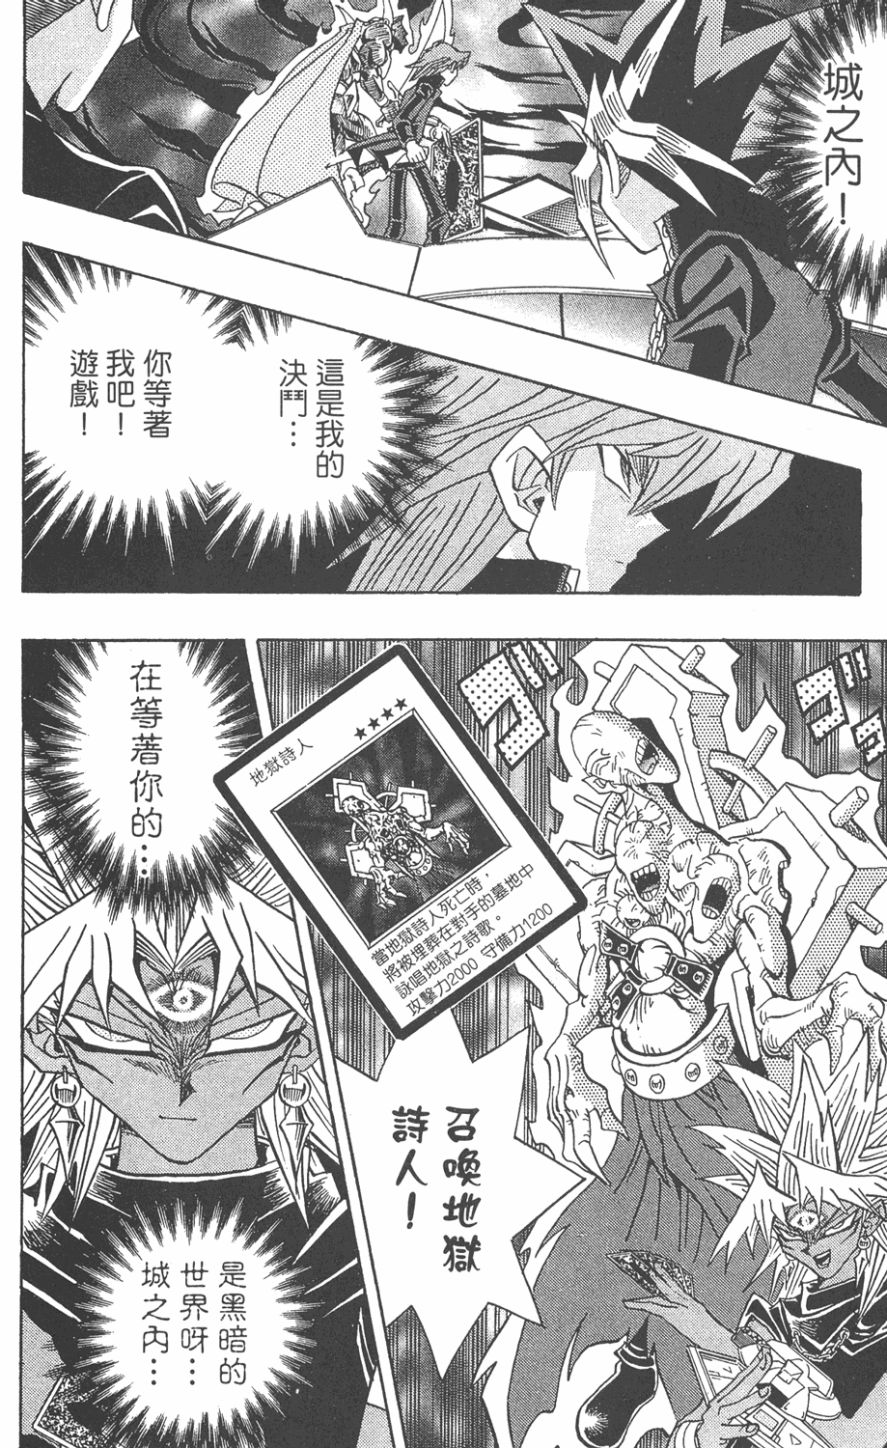 城之內！
這是我的
決鬥…
你等著
我吧！
遊戲！
ゴゴ
ゴゴ
地獄詩人
★★★★
當地獄詩人死亡時，
將被埋葬在對手的墓地中
詠唱地獄之詩歌。
攻擊力2000 守備力1200
召喚地獄
詩人！
在等著你的…
是黑暗的
世界呀…
城之內…